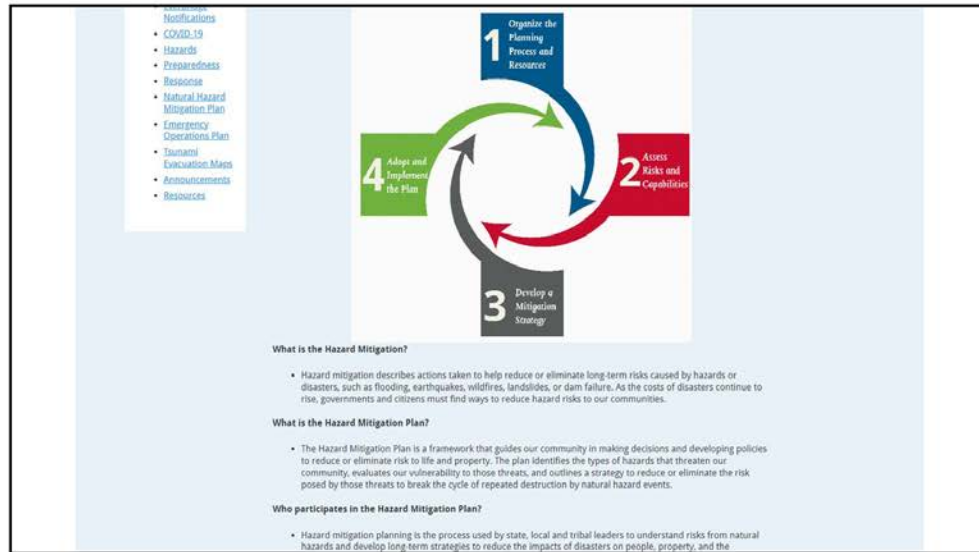 Notifications
COVID-19
Hazards
Preparedness
Response
Natural Hazard
Mitigation Plan
Emergency
Operations Plan
Tsunami
Evacuation Maps
Announcements
Resources
1 Organize the
Planning
Process and
Resources
2 Assess
Risks and
Capabilities
3 Develop a
Mitigation
Strategy
4 Adopt and
Implement
the Plan
What is the Hazard Mitigation?
Hazard mitigation describes actions taken to help reduce or eliminate long-term risks caused by hazards or
disasters, such as flooding, earthquakes, wildfires, landslides, or dam failure. As the costs of disasters continue to
rise, governments and citizens must find ways to reduce hazard risks to our communities.
What is the Hazard Mitigation Plan?
The Hazard Mitigation Plan is a framework that guides our community in making decisions and developing policies
to reduce or eliminate risk to life and property. The plan identifies the types of hazards that threaten our
community, evaluates our vulnerability to those threats, and outlines a strategy to reduce or eliminate the risk
posed by those threats to break the cycle of repeated destruction by natural hazard events.
Who participates in the Hazard Mitigation Plan?
Hazard mitigation planning is the process used by state, local and tribal leaders to understand risks from natural
hazards and develop long-term strategies to reduce the impacts of disasters on people, property, and the